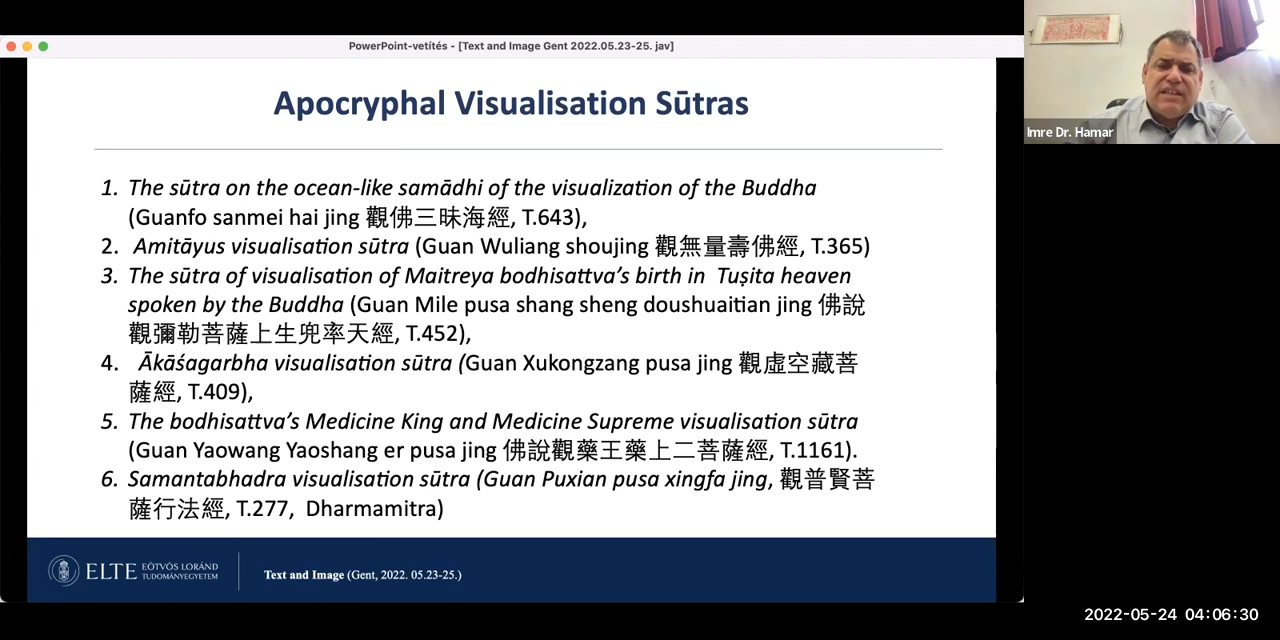 PowerPoint-vetítés - [Text and Image Gent 2022.05.23-25. jav]
Apocryphal Visualisation Sūtras
1. The sūtra on the ocean-like samādhi of the visualization of the Buddha
(Guanfo sanmei hai jing 觀佛三昧海經, T.643),
2. Amitāyus visualisation sūtra (Guan Wuliang shoujing 觀無量壽佛經, T.365)
3. The sūtra of visualisation of Maitreya bodhisattva's birth in Tuṣita heaven
spoken by the Buddha (Guan Mile pusa shang sheng doushuaitian jing 佛說
觀彌勒菩薩上生兜率天經, T.452),
4. Ākāśagarbha visualisation sūtra (Guan Xukongzang pusa jing 觀虛空藏菩
薩經, T.409),
5. The bodhisattva's Medicine King and Medicine Supreme visualisation sūtra
(Guan Yaowang Yaoshang er pusa jing 佛說觀藥王藥上二菩薩經, T.1161).
6. Samantabhadra visualisation sūtra (Guan Puxian pusa xingfa jing, 觀普賢菩
薩行法經, T.277, Dharmamitra)
ELTE EÖTVÖS LORÁND
TUDOMÁNYEGYETEM
Text and Image (Gent, 2022. 05.23-25.)
Imre Dr. Hamar
2022-05-24 04:06:30